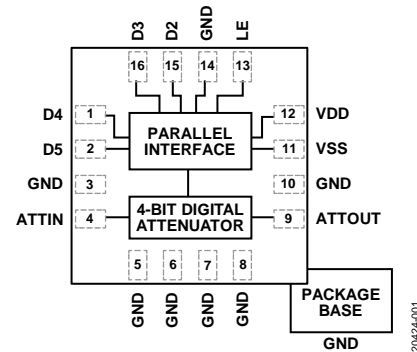 D3
D2
GND
LE
16
15
14
13
D4
1
PARALLEL
INTERFACE
12
VDD
D5
2
11
VSS
GND
3
10
GND
ATTIN
4
4-BIT DIGITAL
ATTENUATOR
9
ATTOUT
5
6
7
8
GND
GND
GND
GND
PACKAGE
BASE
GND
20424-001